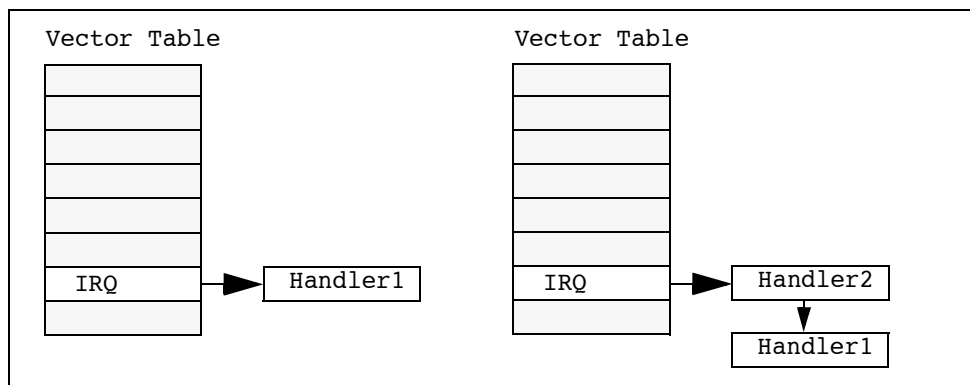 Vector Table
IRQ
Handler1
Vector Table
IRQ
Handler2
Handler1